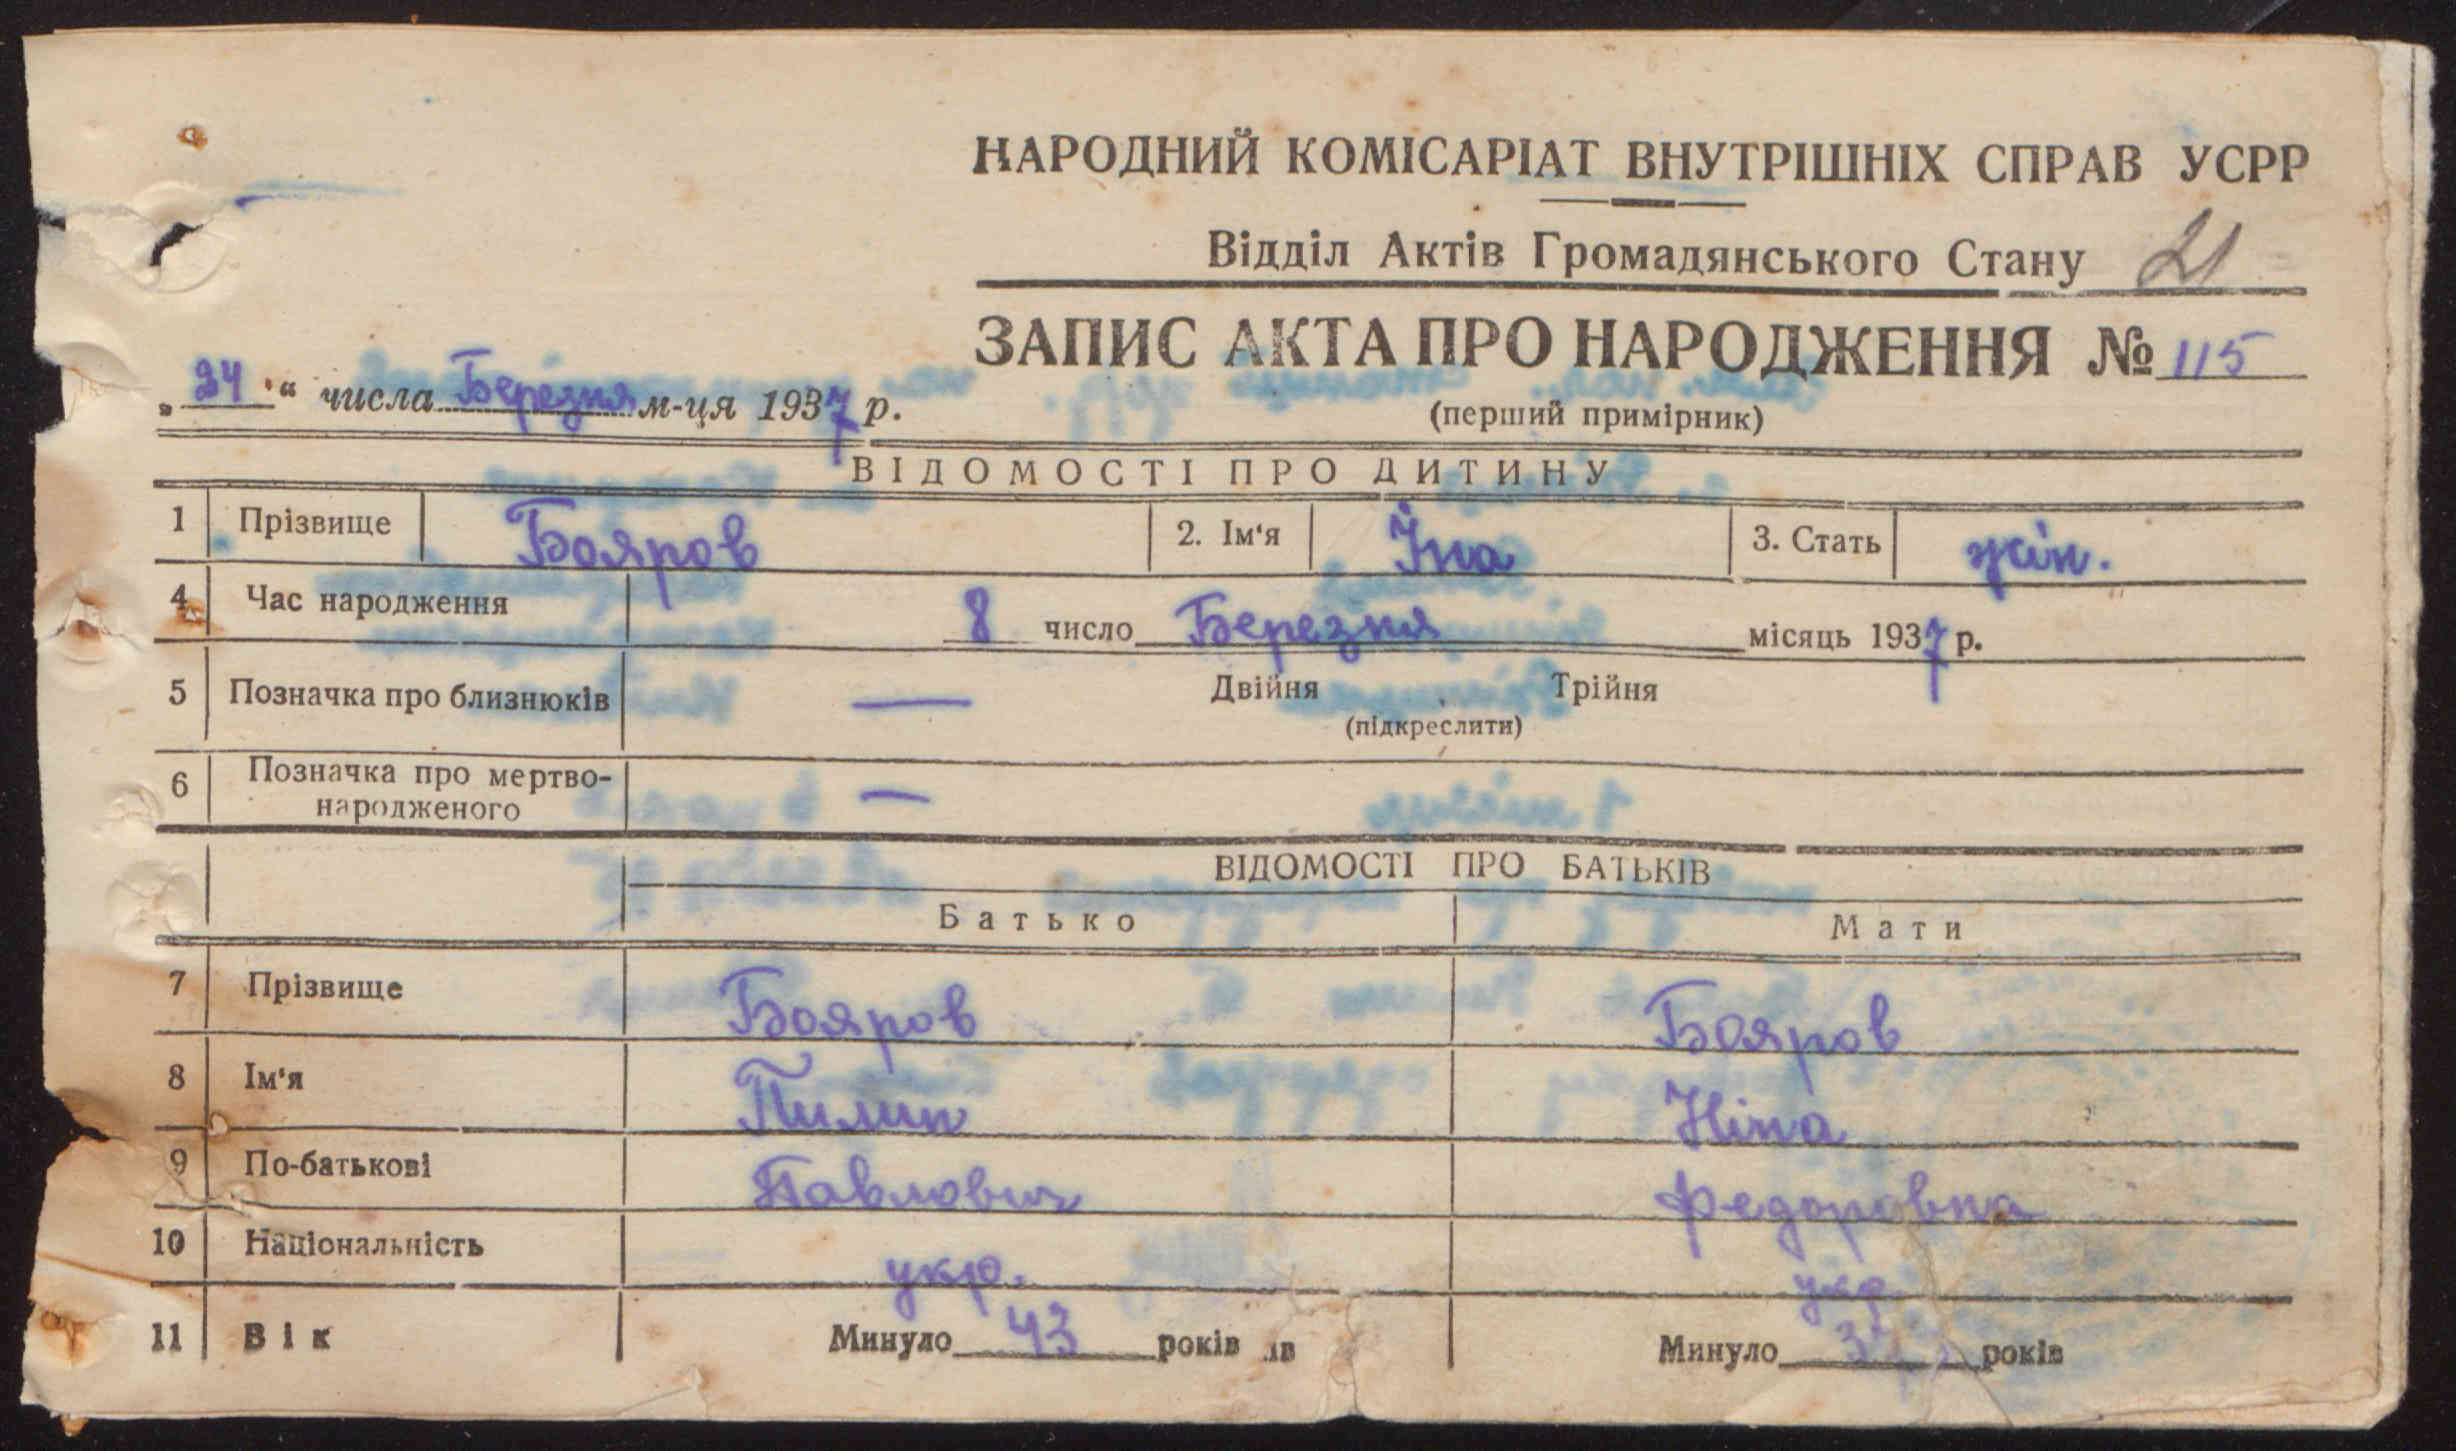 НАРОДНИЙ КОМІСАРІАТ ВНУТРІШНІХ СПРАВ УСРР
Відділ Актів Громадянського Стану 21
ЗАПИС АКТА ПРО НАРОДЖЕННЯ № 115
„24“ числа Березня м-ця 1937 р.
(перший примірник)
ВІДОМОСТІ ПРО ДИТИНУ
1 Прізвище Бояров 2. Ім‘я Іна 3. Стать жін.
4 Час народження 8 число Березня місяць 1937 р.
5 Позначка про близнюків — Двійня Трійня
(підкреслити)
6 Позначка про мертво-
народженого —
ВІДОМОСТІ ПРО БАТЬКІВ
Батько Мати
7 Прізвище Бояров Бояров
8 Ім‘я Пилип Ніна
9 По-батькові Павлович Федоровна
10 Національність укр. укр.
11 Вік Минуло 43 років ів Минуло років